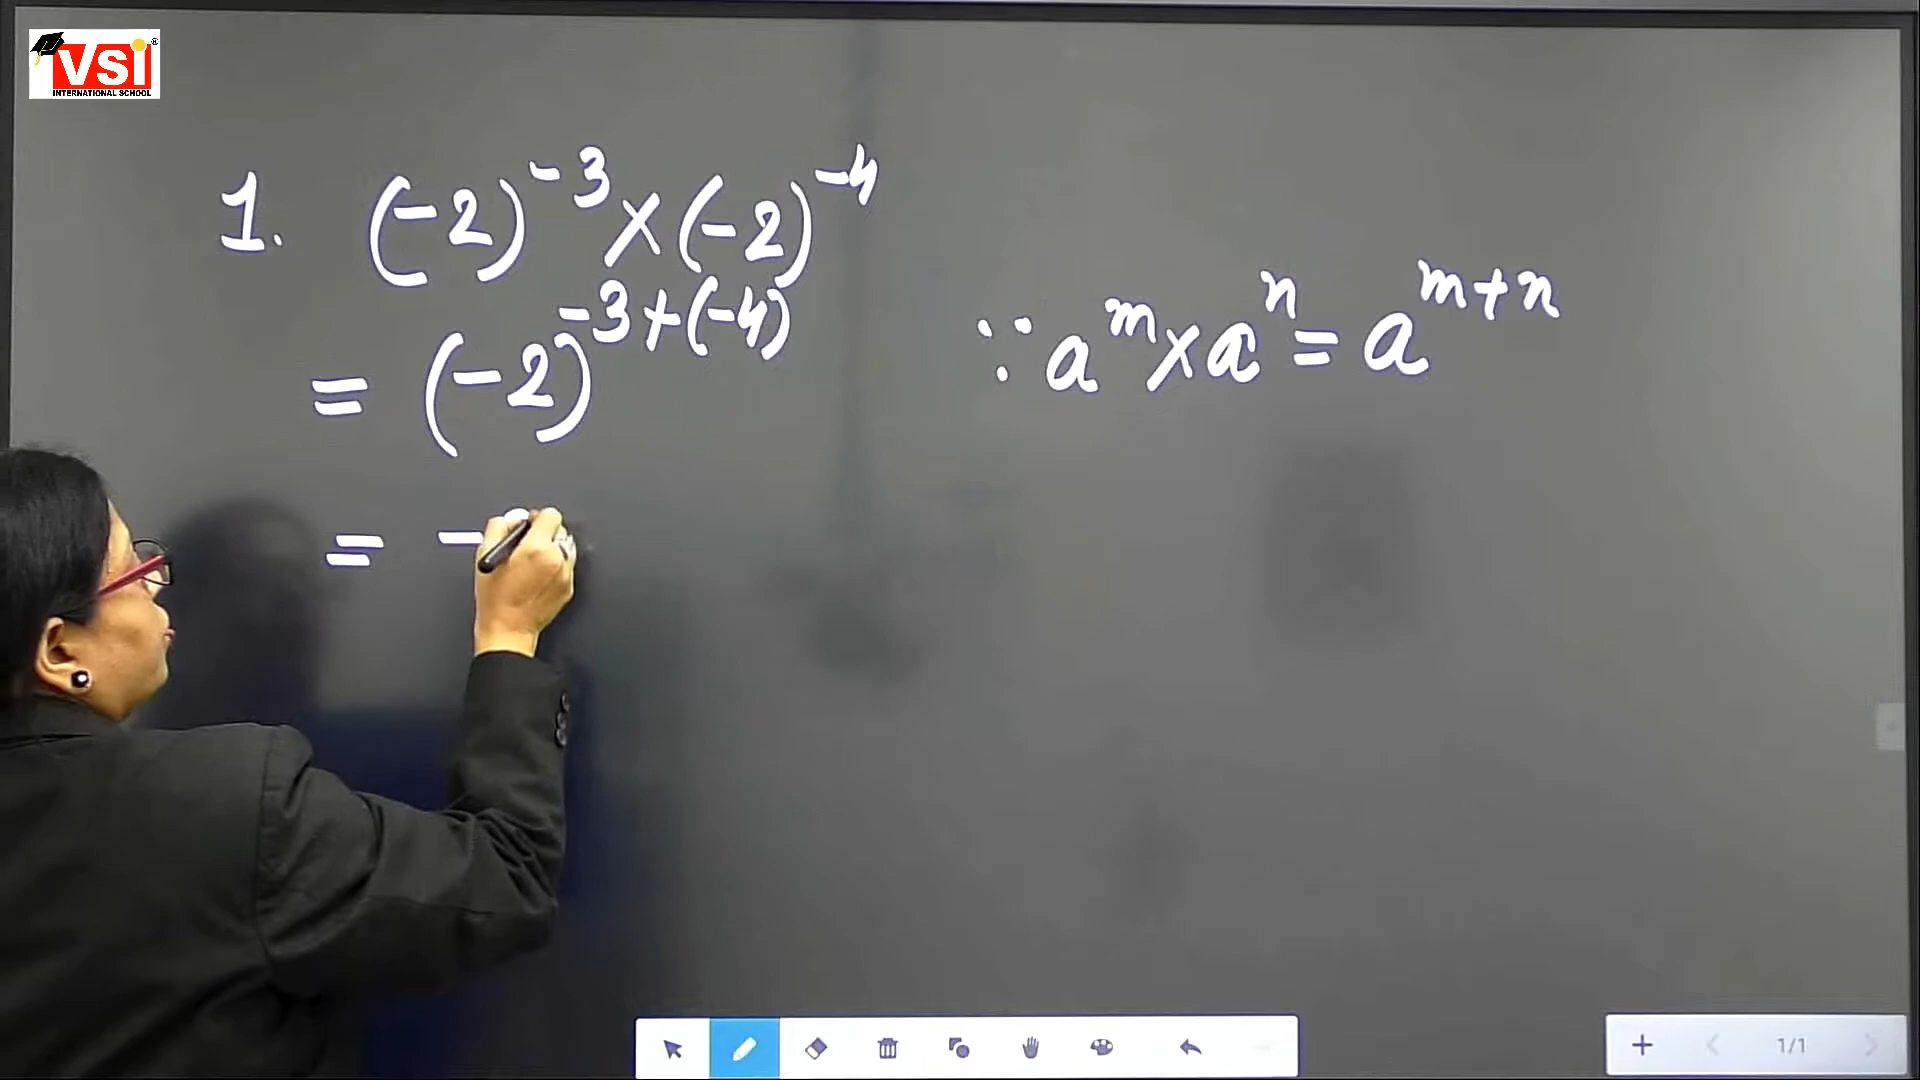 VSI
INTERNATIONAL SCHOOL
1. (-2)^-3 × (-2)^-4
= (-2)^-3+(-4)
∵ a^m × a^n = a^m+n
= -
1/1